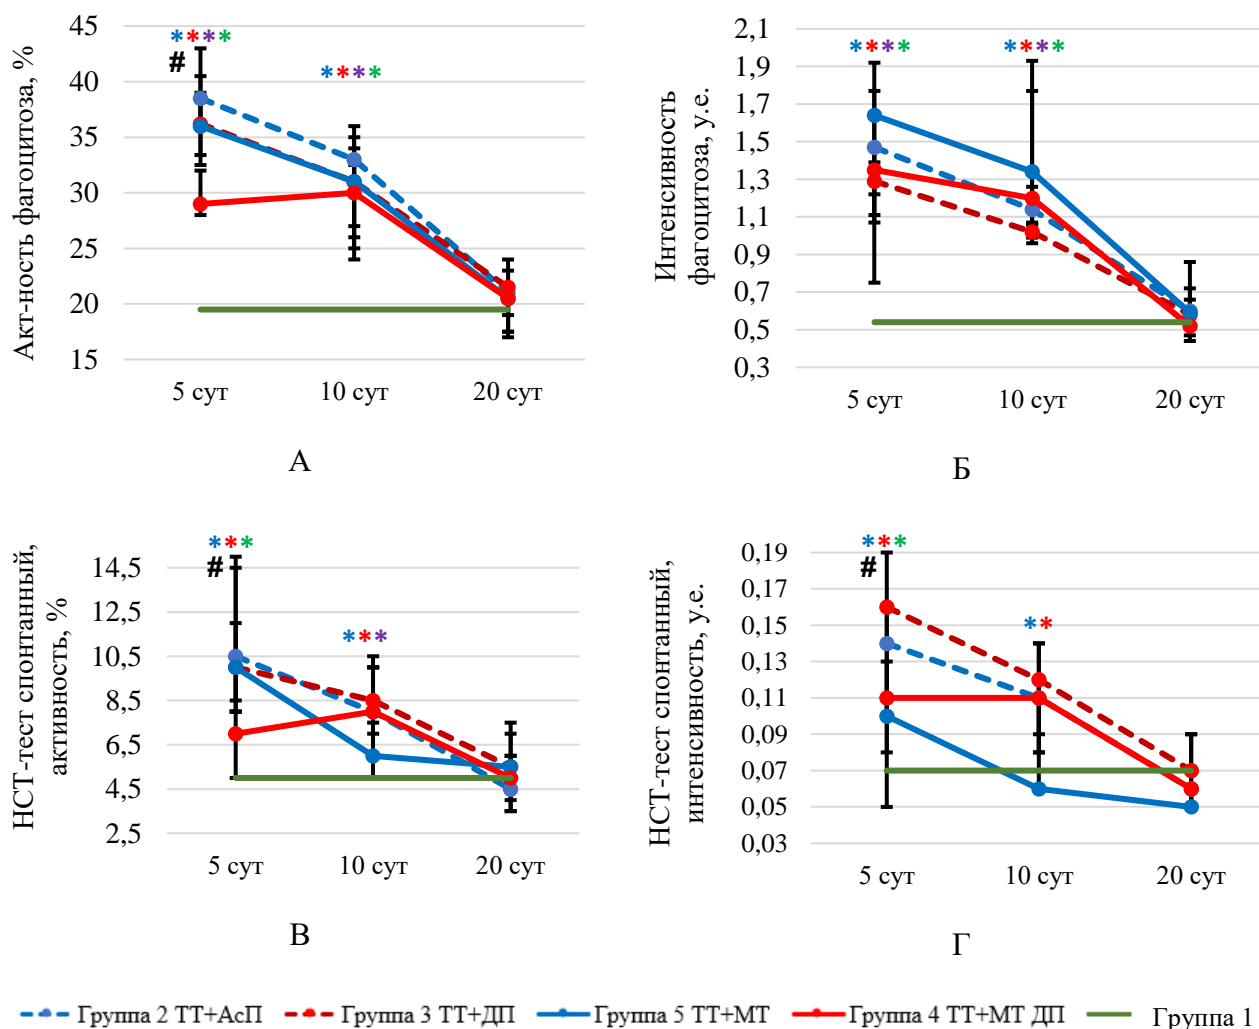 Акт-ность фагоцитоза, %
45
40
35
30
25
20
15
****
#
****
5 сут
10 сут
20 сут
А
Интенсивность
фагоцитоза, у.е.
2,1
1,9
1,7
1,5
1,3
1,1
0,9
0,7
0,5
0,3
****
****
5 сут
10 сут
20 сут
Б
НСТ-тест спонтанный,
активность, %
14,5
12,5
10,5
8,5
6,5
4,5
2,5
***
#
***
5 сут
10 сут
20 сут
В
НСТ-тест спонтанный,
интенсивность, у.е.
0,19
0,17
0,15
0,13
0,11
0,09
0,07
0,05
0,03
***
#
**
5 сут
10 сут
20 сут
Г
Группа 2 ТТ+АсП
Группа 3 ТТ+ДП
Группа 5 ТТ+МТ
Группа 4 ТТ+МТ ДП
Группа 1